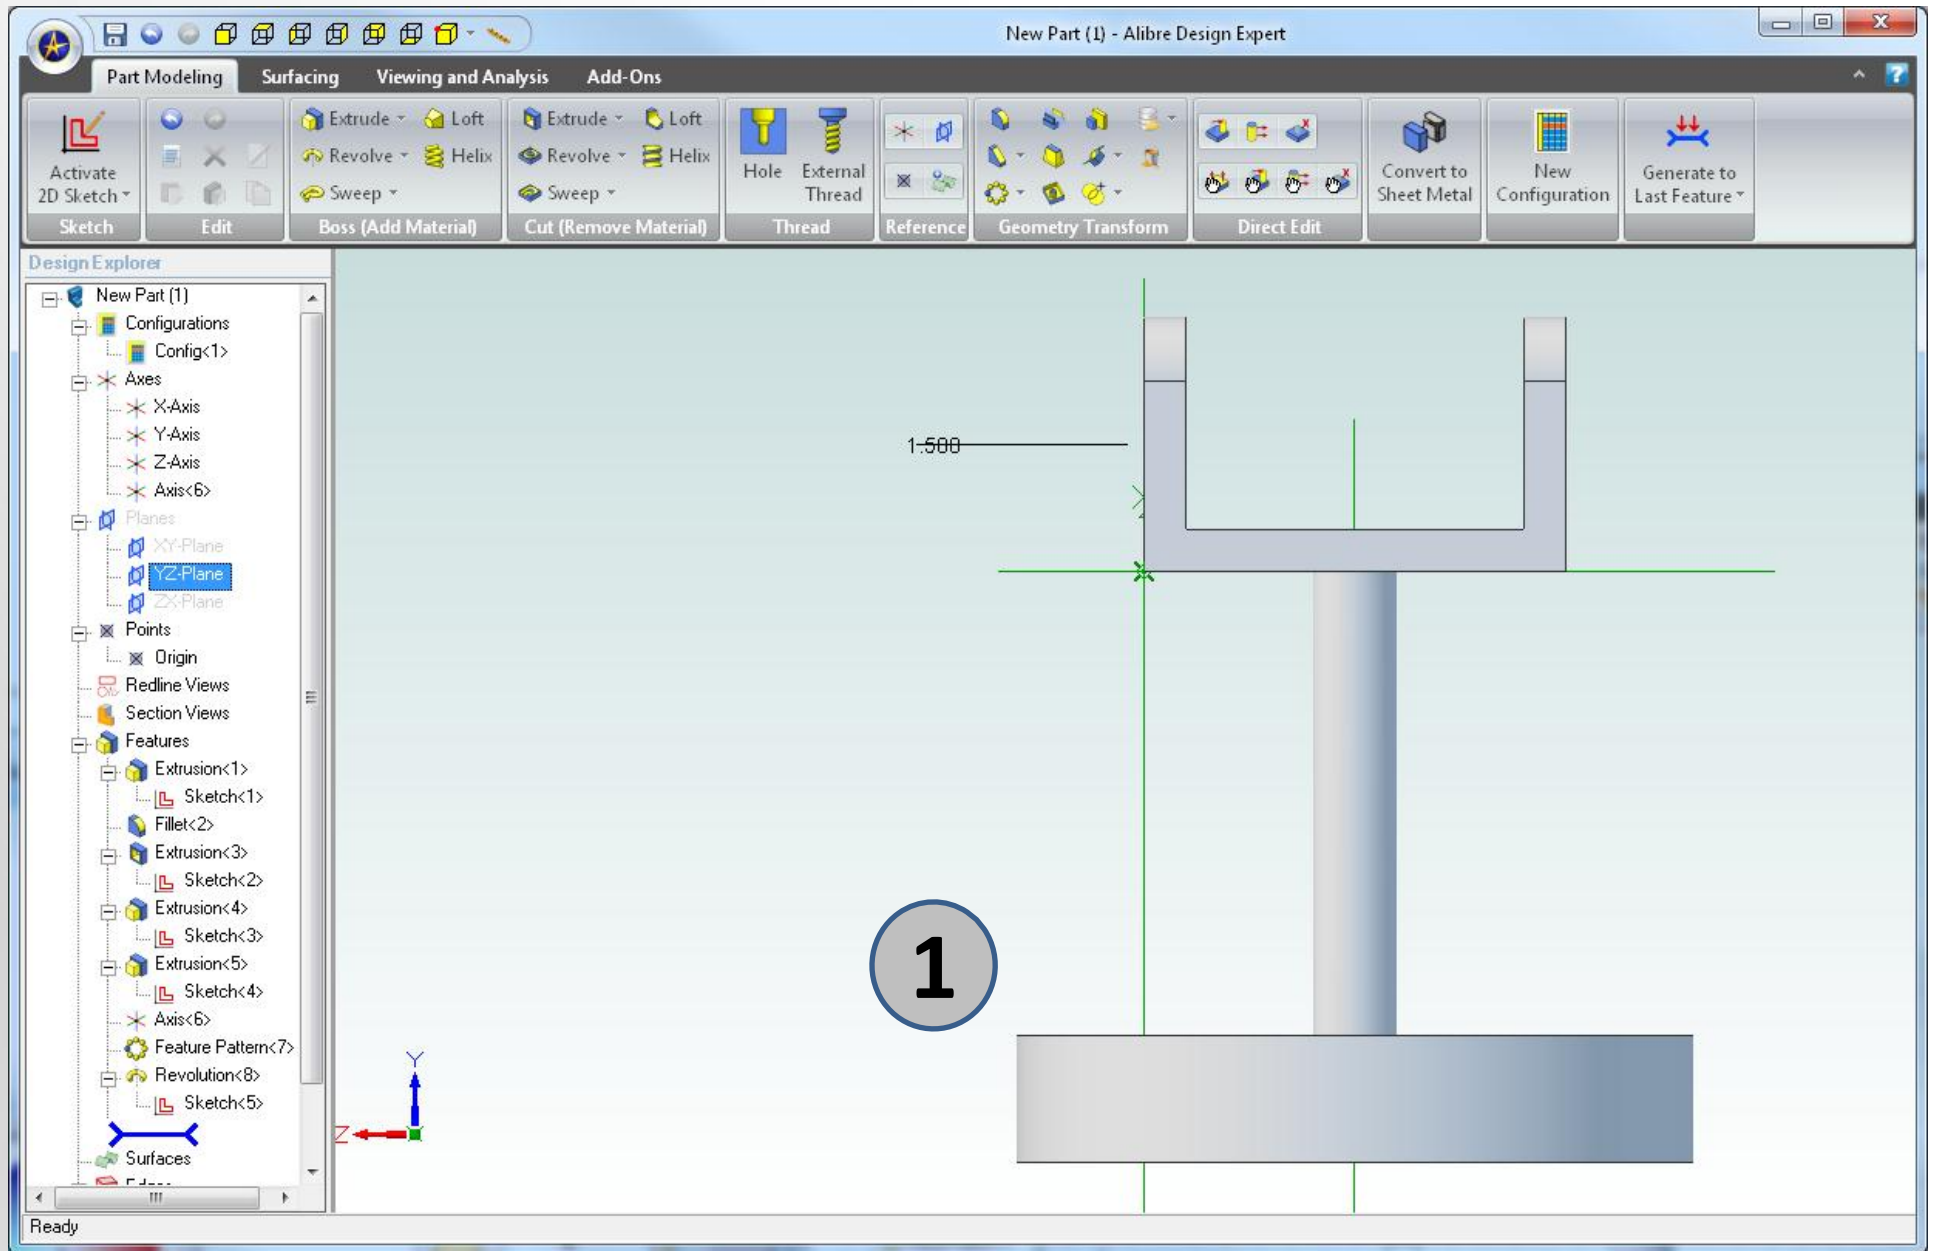 New Part (1) - Alibre Design Expert
Part Modeling Surfacing Viewing and Analysis Add-Ons
Activate 2D Sketch
Sketch
Edit
Extrude Loft
Revolve Helix
Sweep
Boss (Add Material)
Extrude Loft
Revolve Helix
Sweep
Cut (Remove Material)
Hole External Thread
Thread
Reference
Geometry Transform
Direct Edit
Convert to Sheet Metal
New Configuration
Generate to Last Feature
Design Explorer
New Part (1)
Configurations
Config<1>
Axes
X-Axis
Y-Axis
Z-Axis
Axis<6>
Planes
XY-Plane
YZ-Plane
ZX-Plane
Points
Origin
Redline Views
Section Views
Features
Extrusion<1>
Sketch<1>
Fillet<2>
Extrusion<3>
Sketch<2>
Extrusion<4>
Sketch<3>
Extrusion<5>
Sketch<4>
Axis<6>
Feature Pattern<7>
Revolution<8>
Sketch<5>
Surfaces
Ready
1.500
1
Y
Z